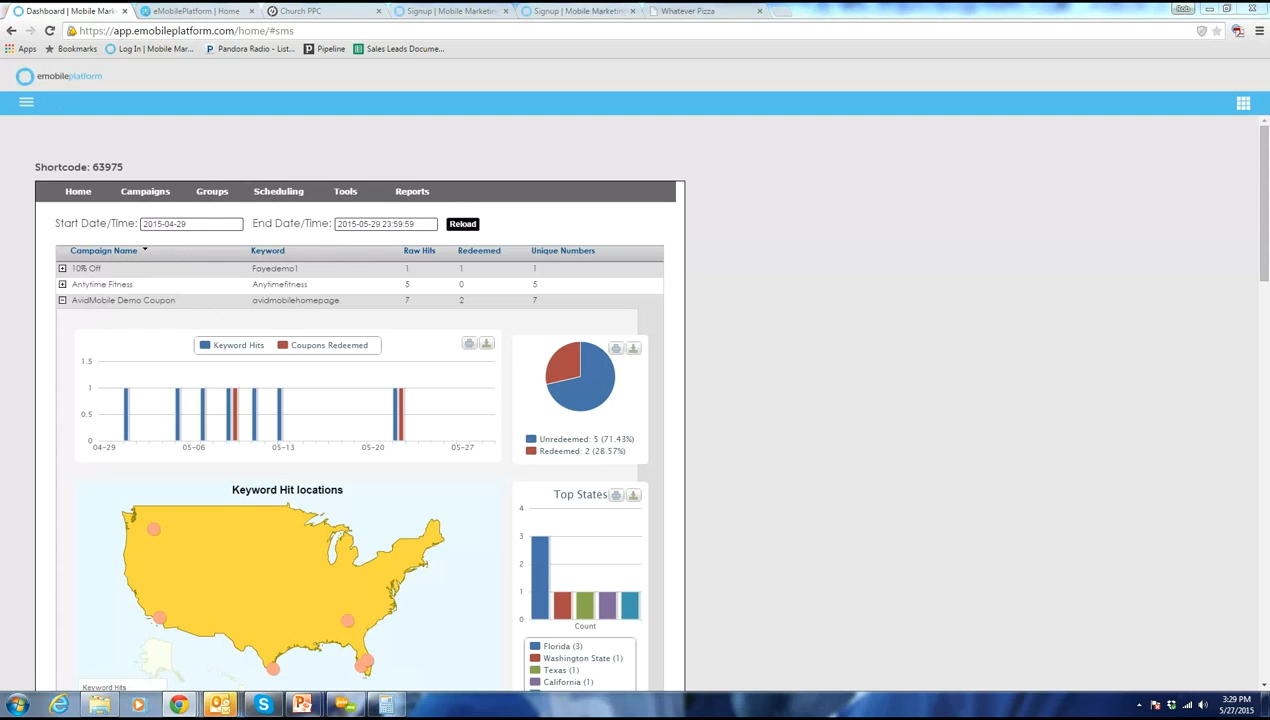 Dashboard | Mobile Mark × eMobilePlatform | Home × Church PPC × Signup | Mobile Marketing × Signup | Mobile Marketing × Whatever Pizza × Rob
https://app.emobileplatform.com/home/#sms
Apps Bookmarks Log In | Mobile Mar... Pandora Radio - List... Pipeline Sales Leads Docume...
emobileplatform
Shortcode: 63975
Home Campaigns Groups Scheduling Tools Reports
Start Date/Time: 2015-04-29 End Date/Time: 2015-05-29 23:59:59 Reload
Campaign Name Keyword Raw Hits Redeemed Unique Numbers
10% Off Fayedemo1 1 1 1
Antytime Fitness Anytimefitness 5 0 5
AvidMobile Demo Coupon avidmobilehomepage 7 2 7
Keyword Hits Coupons Redeemed
1.5
1
0.5
0
04-29 05-06 05-13 05-20 05-27
Unredeemed: 5 (71.43%)
Redeemed: 2 (28.57%)
Keyword Hit locations
Keyword Hits
Top States
4
3
2
1
0
Count
Florida (3)
Washington State (1)
Texas (1)
California (1)
3:29 PM
5/27/2015